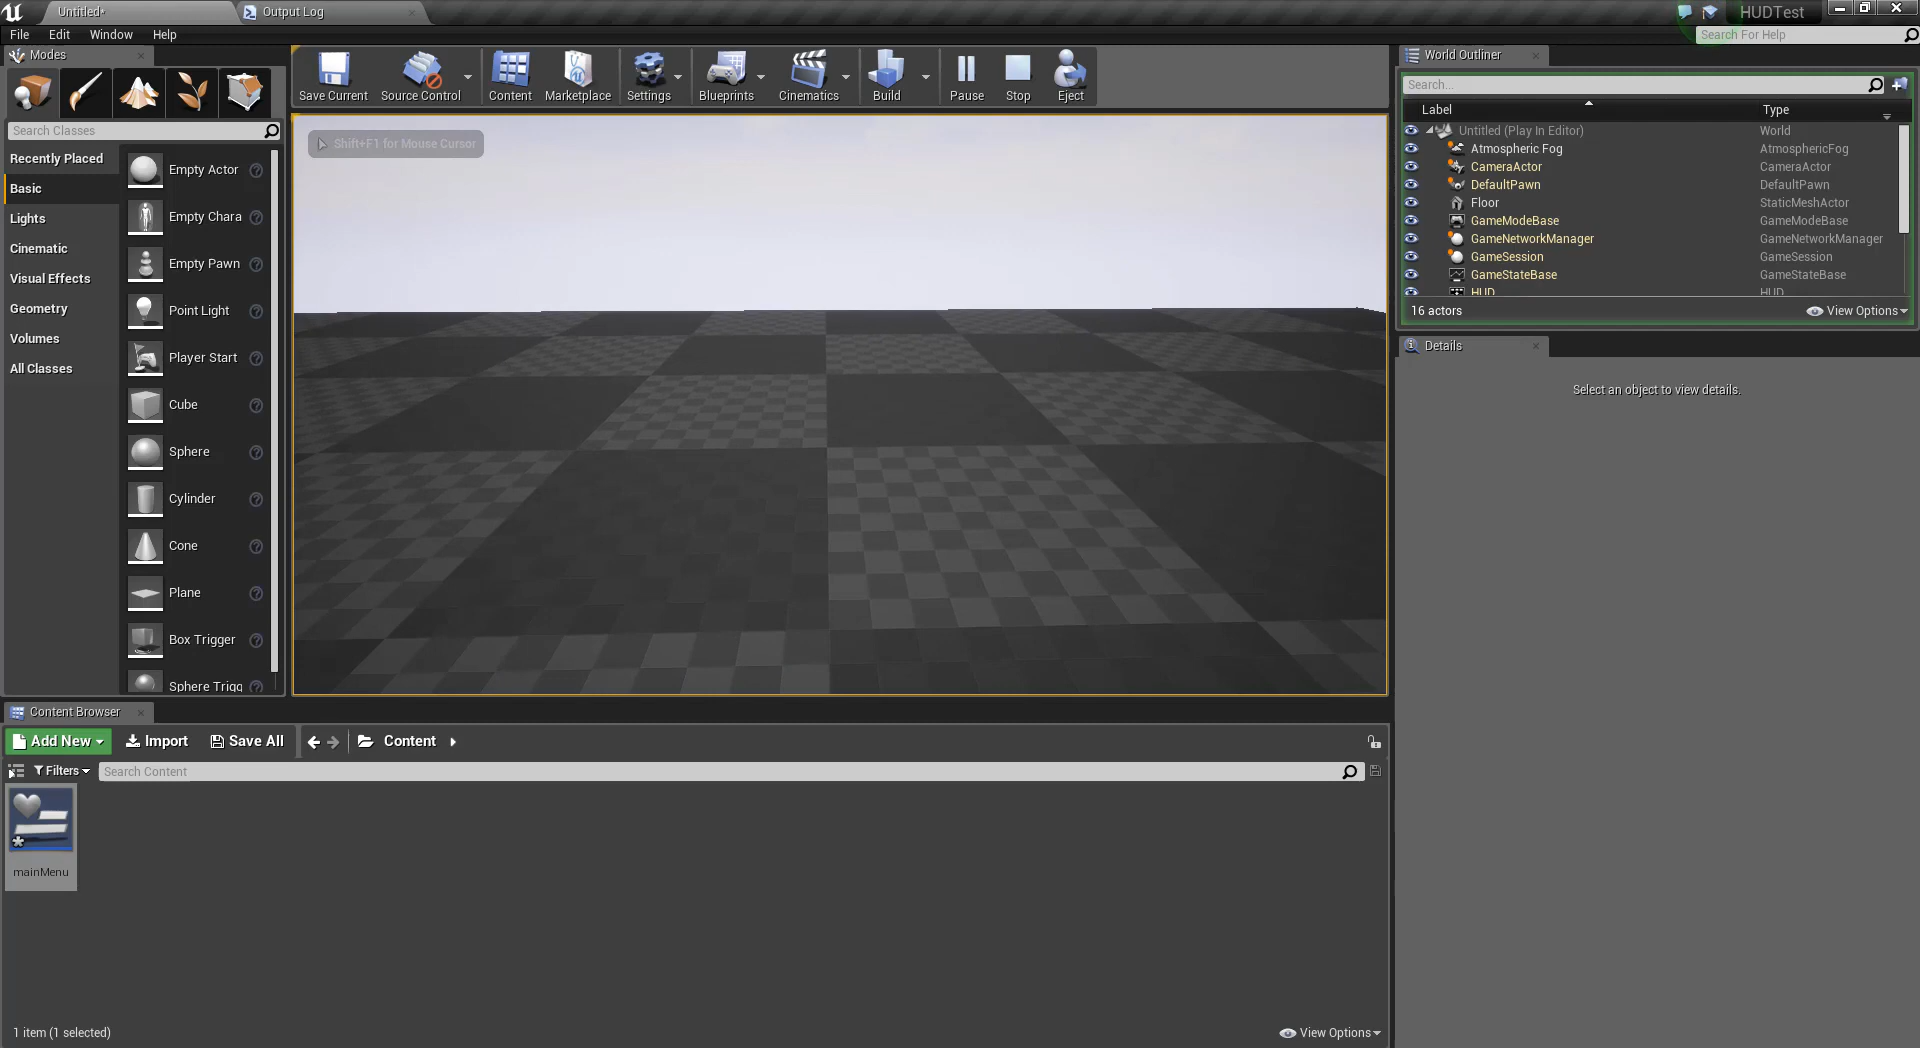 Untitled*
Output Log
HUDTest
File Edit Window Help
Search For Help
Modes
Search Classes
Recently Placed
Basic
Lights
Cinematic
Visual Effects
Geometry
Volumes
All Classes
Empty Actor
Empty Chara
Empty Pawn
Point Light
Player Start
Cube
Sphere
Cylinder
Cone
Plane
Box Trigger
Sphere Trigg
Save Current
Source Control
Content
Marketplace
Settings
Blueprints
Cinematics
Build
Pause
Stop
Eject
Shift+F1 for Mouse Cursor
World Outliner
Search...
Label Type
Untitled (Play In Editor) World
Atmospheric Fog AtmosphericFog
CameraActor CameraActor
DefaultPawn DefaultPawn
Floor StaticMeshActor
GameModeBase GameModeBase
GameNetworkManager GameNetworkManager
GameSession GameSession
GameStateBase GameStateBase
HUD HUD
16 actors View Options
Details
Select an object to view details.
Content Browser
Add New Import Save All Content
Filters Search Content
mainMenu
1 item (1 selected) View Options